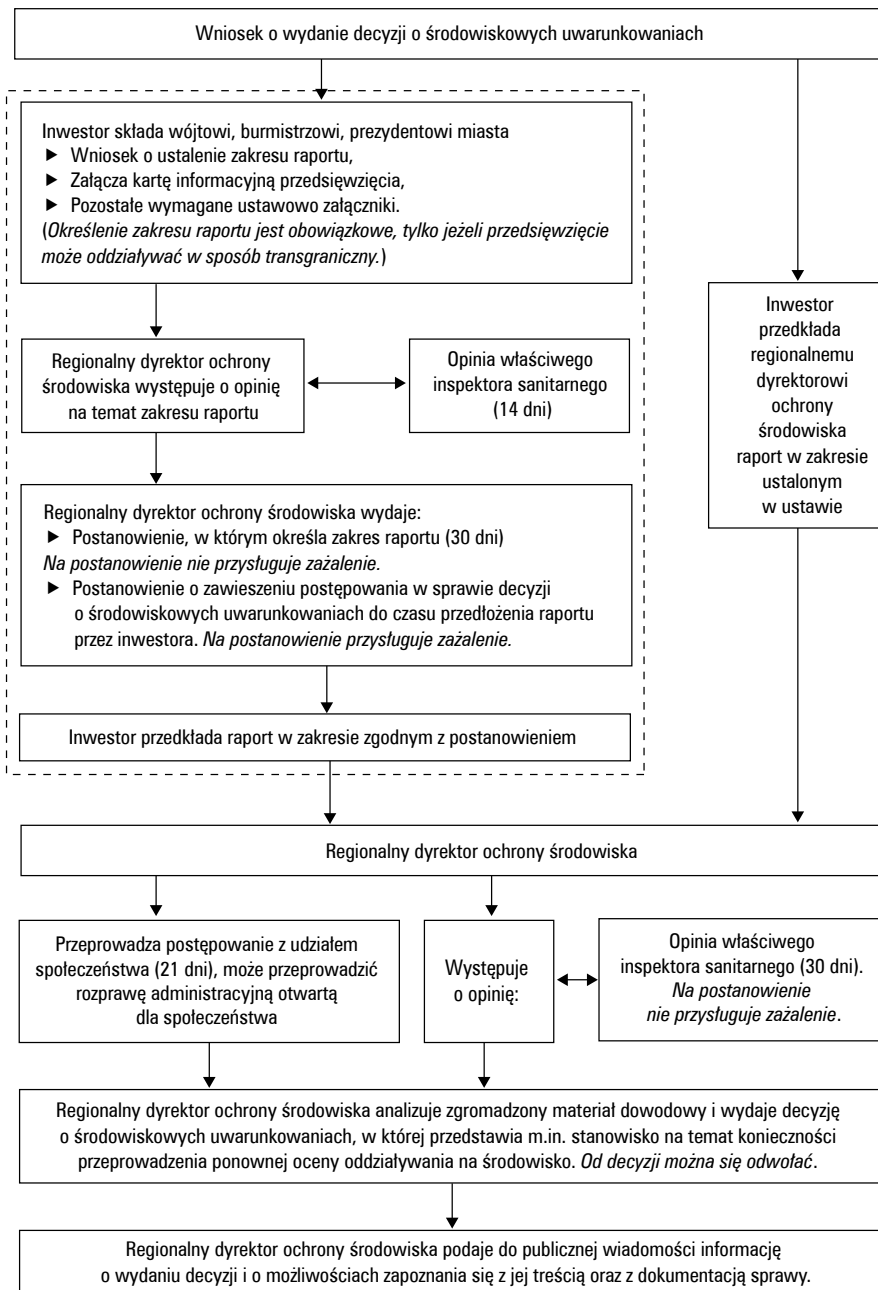 Wniosek o wydanie decyzji o środowiskowych uwarunkowaniach
Inwestor składa wójtowi, burmistrzowi, prezydentowi miasta
► Wniosek o ustalenie zakresu raportu,
► Załącza kartę informacyjną przedsięwzięcia,
► Pozostałe wymagane ustawowo załączniki.
(Określenie zakresu raportu jest obowiązkowe, tylko jeżeli przedsięwzięcie
może oddziaływać w sposób transgraniczny.)
Inwestor
przedkłada
regionalnemu
dyrektorowi
ochrony
środowiska
raport w zakresie
ustalonym
w ustawie
Regionalny dyrektor ochrony
środowiska występuje o opinię
na temat zakresu raportu
Opinia właściwego
inspektora sanitarnego
(14 dni)
Regionalny dyrektor ochrony środowiska wydaje:
► Postanowienie, w którym określa zakres raportu (30 dni)
Na postanowienie nie przysługuje zażalenie.
► Postanowienie o zawieszeniu postępowania w sprawie decyzji
o środowiskowych uwarunkowaniach do czasu przedłożenia raportu
przez inwestora. Na postanowienie przysługuje zażalenie.
Inwestor przedkłada raport w zakresie zgodnym z postanowieniem
Regionalny dyrektor ochrony środowiska
Przeprowadza postępowanie z udziałem
społeczeństwa (21 dni), może przeprowadzić
rozprawę administracyjną otwartą
dla społeczeństwa
Występuje
o opinię:
Opinia właściwego
inspektora sanitarnego (30 dni).
Na postanowienie
nie przysługuje zażalenie.
Regionalny dyrektor ochrony środowiska analizuje zgromadzony materiał dowodowy i wydaje decyzję
o środowiskowych uwarunkowaniach, w której przedstawia m.in. stanowisko na temat konieczności
przeprowadzenia ponownej oceny oddziaływania na środowisko. Od decyzji można się odwołać.
Regionalny dyrektor ochrony środowiska podaje do publicznej wiadomości informację
o wydaniu decyzji i o możliwościach zapoznania się z jej treścią oraz z dokumentacją sprawy.